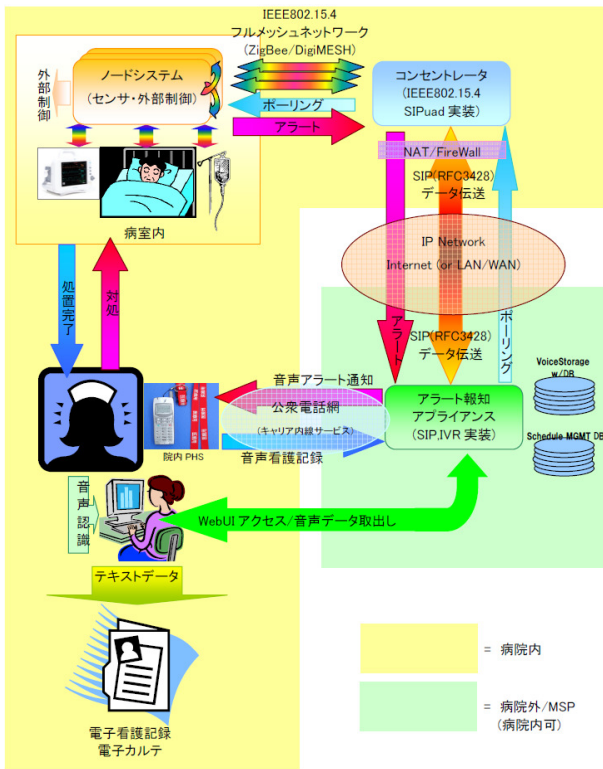 IEEE802.15.4
フルメッシュネットワーク
(ZigBee/DigiMESH)
外部制御
ノードシステム
(センサ・外部制御)
ポーリング
アラート
コンセントレータ
(IEEE802.15.4
SIPuad 実装)
NAT/FireWall
SIP(RFC3428)
データ伝送
病室内
IP Network
Internet (or LAN/WAN)
処置完了
対処
アラート
SIP(RFC3428)
データ伝送
ポーリング
VoiceStorage
w/DB
音声アラート通知
公衆電話網
(キャリア内線サービス)
アラート報知
アプライアンス
(SIP,IVR 実装)
Schedule MGMT DB
院内 PHS
音声看護記録
音声認識
WebUI アクセス/音声データ取出し
テキストデータ
= 病院内
= 病院外/MSP
(病院内可)
電子看護記録
電子カルテ